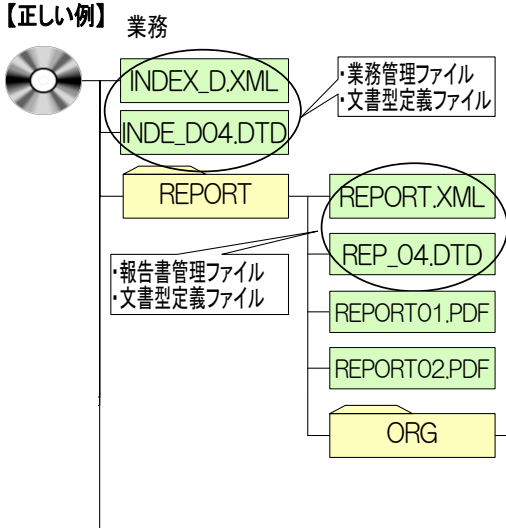 【正しい例】
業務
INDEX_D.XML
INDE_D04.DTD
・業務管理ファイル
・文書型定義ファイル
REPORT
REPORT.XML
REP_04.DTD
・報告書管理ファイル
・文書型定義ファイル
REPORT01.PDF
REPORT02.PDF
ORG